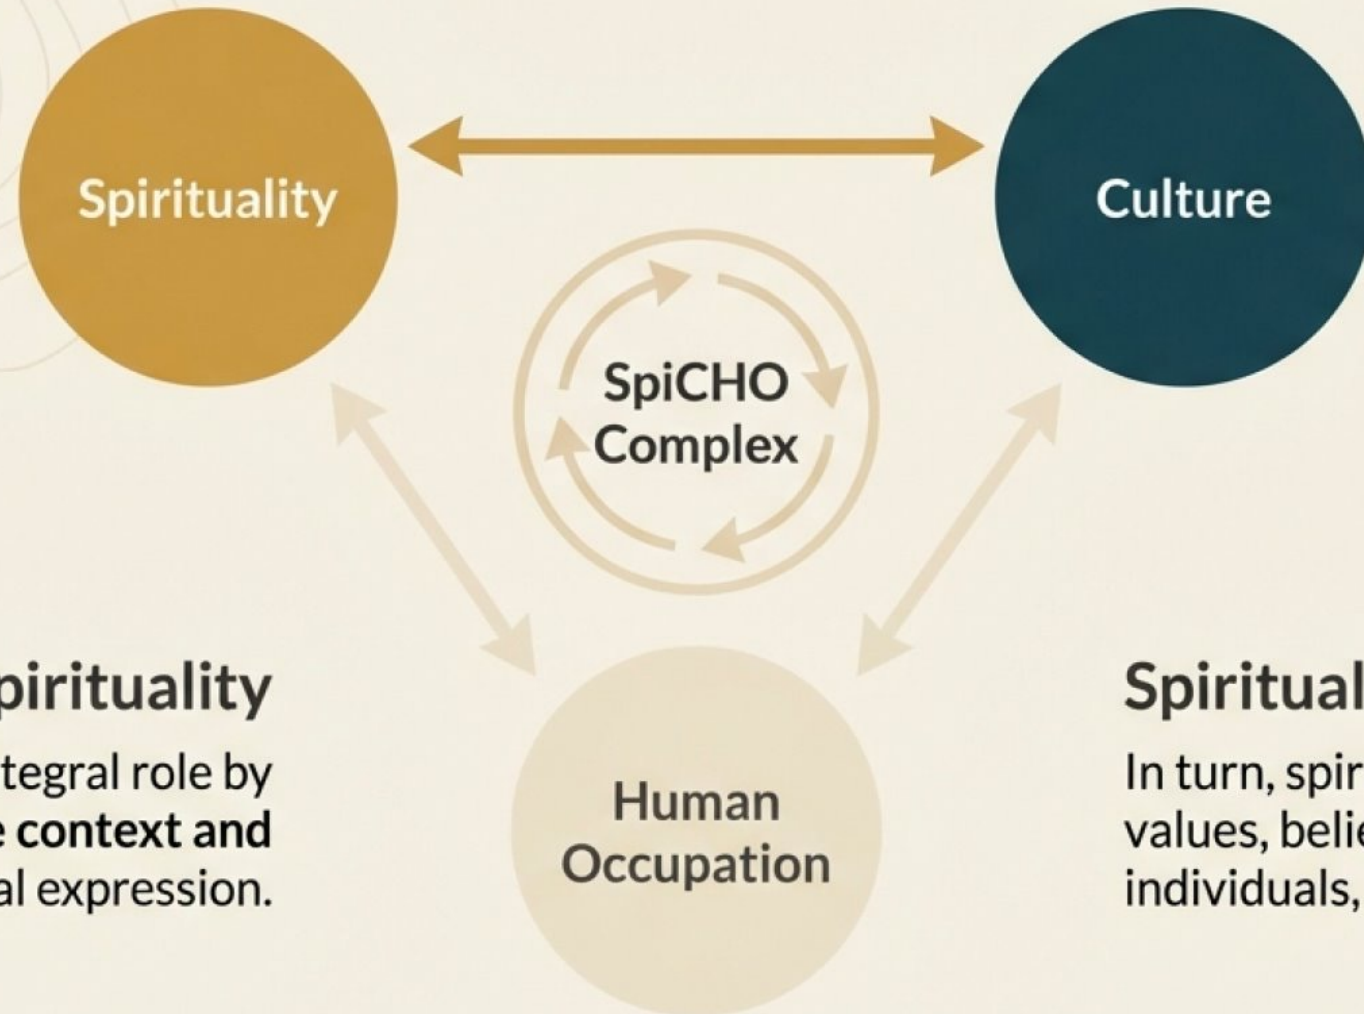 Spirituality
Culture
SpiCHO
Complex
Human
Occupation
pirituality
tegral role by
e context and
al expression.
Spiritual
In turn, spir
values, belie
individuals,